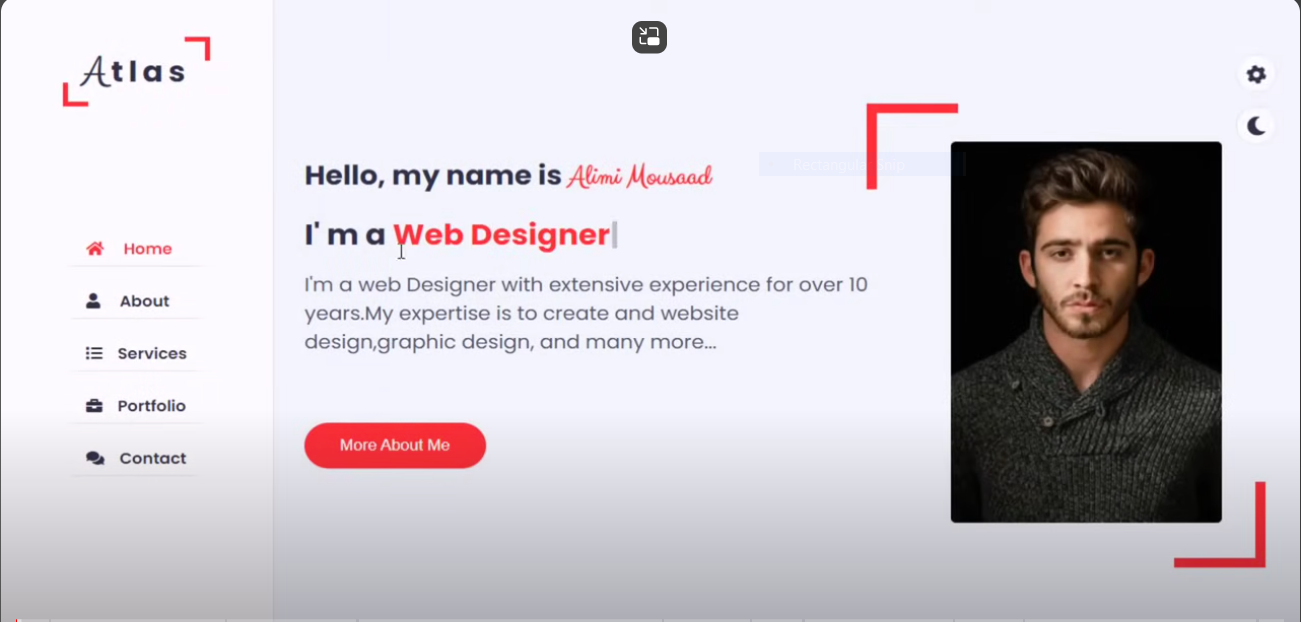 Atlas
Home
About
Services
Portfolio
Contact
Hello, my name is Alimi Mousaad
I' m a Web Designer
I'm a web Designer with extensive experience for over 10
years.My expertise is to create and website
design,graphic design, and many more...
More About Me